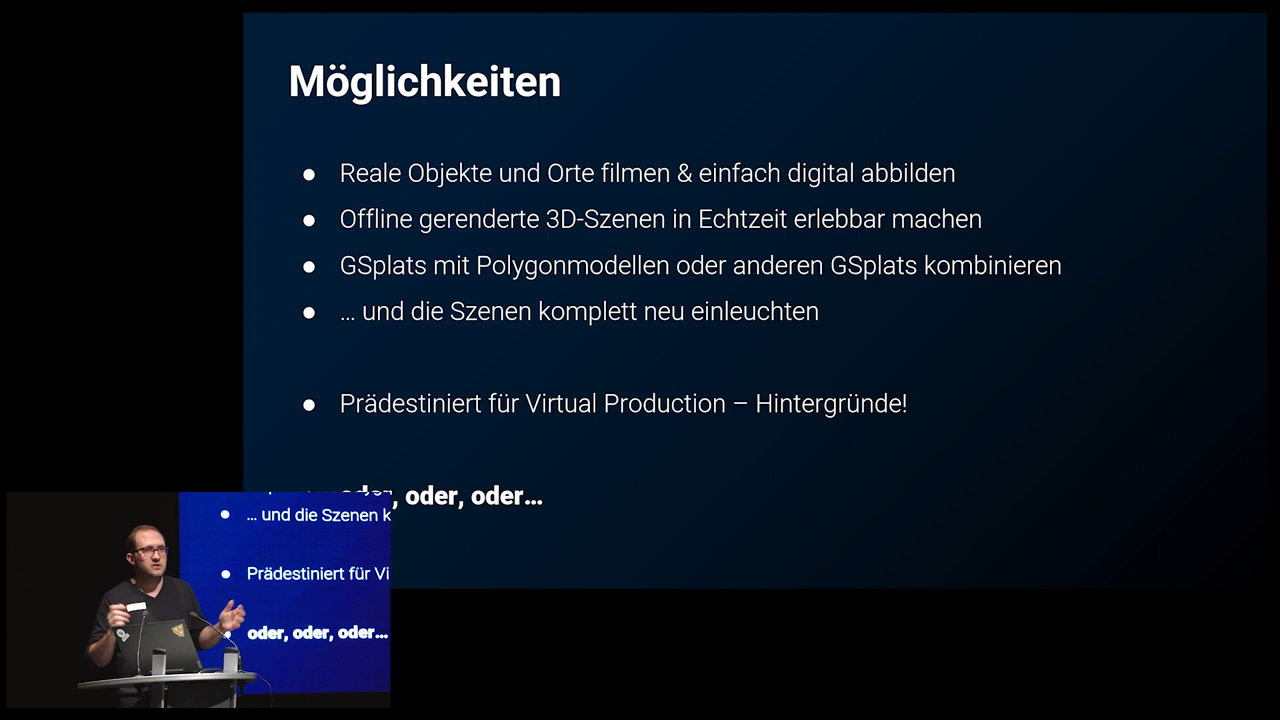 Möglichkeiten
● Reale Objekte und Orte filmen & einfach digital abbilden
● Offline gerenderte 3D-Szenen in Echtzeit erlebbar machen
● GSplats mit Polygonmodellen oder anderen GSplats kombinieren
● … und die Szenen komplett neu einleuchten
● Prädestiniert für Virtual Production – Hintergründe!
oder, oder, oder…
● … und die Szenen k
● Prädestiniert für Vi
● oder, oder, oder…